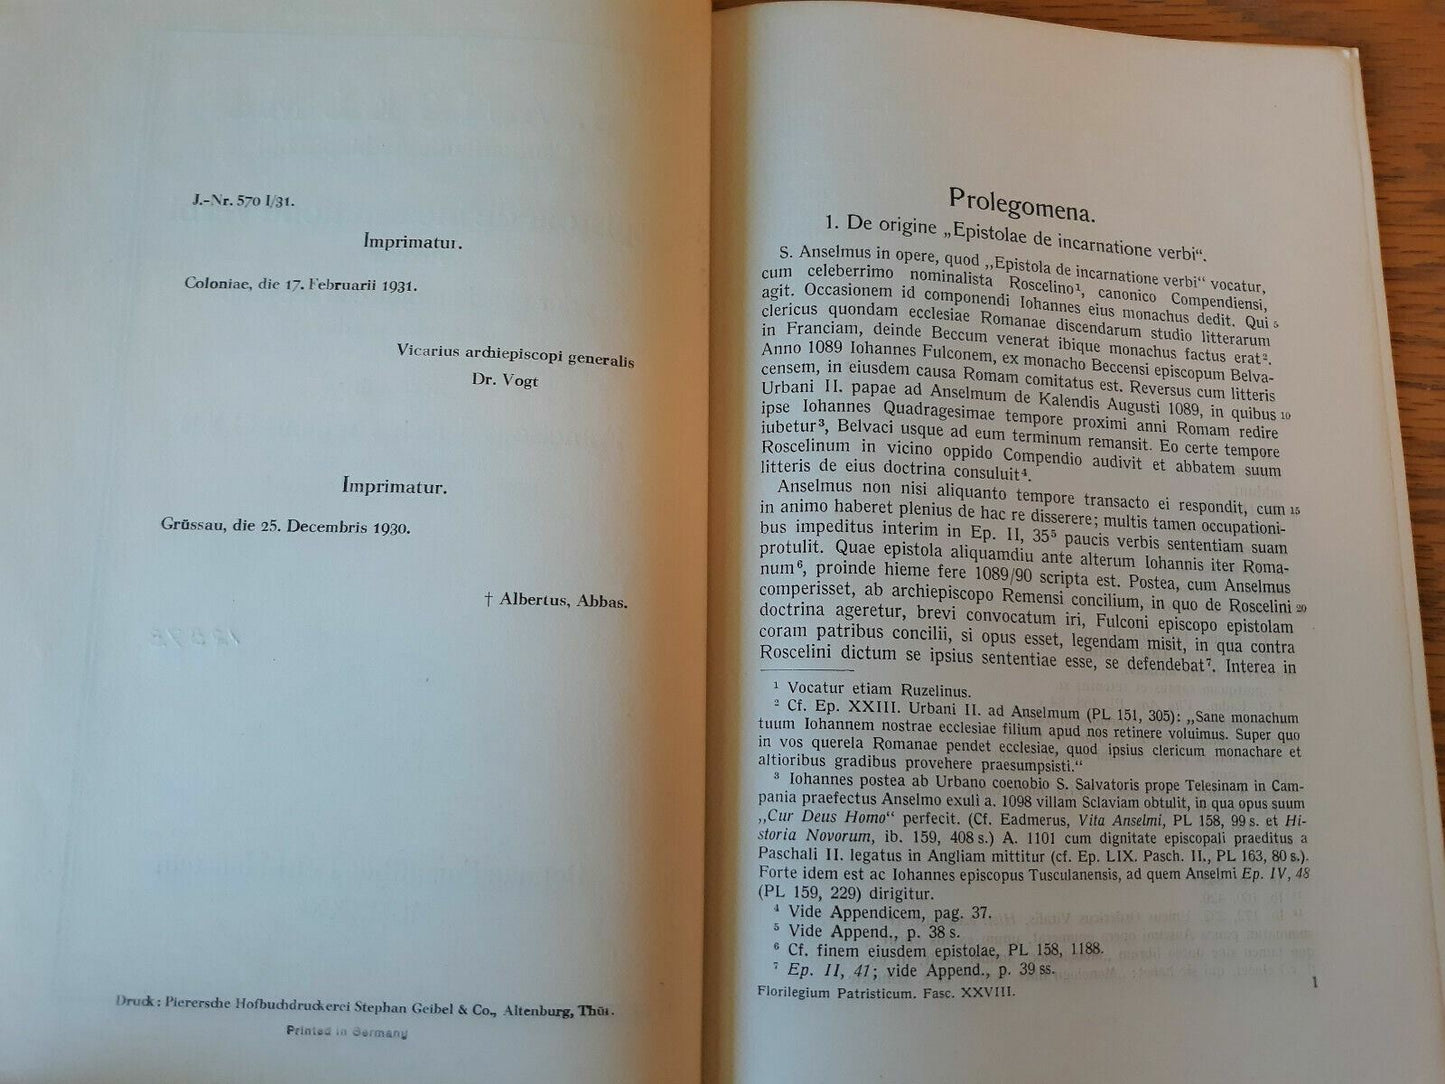 J.-Nr. 570 I/31.
Imprimatur.
Coloniae, die 17. Februarii 1931.
Vicarius archiepiscopi generalis
Dr. Vogt
Imprimatur.
Grüssau, die 25. Decembris 1930.
† Albertus, Abbas.
Druck: Pierersche Hofbuchdruckerei Stephan Geibel & Co., Altenburg, Thür.
Printed in Germany
Prolegomena.
1. De origine „Epistolae de incarnatione verbi“.
S. Anselmus in opere, quod „Epistola de incarnatione verbi“ vocatur,
cum celeberrimo nominalista Roscelino¹, canonico Compendiensi,
agit. Occasionem id componendi Iohannes eius monachus dedit. Qui 5
clericus quondam ecclesiae Romanae discendarum studio litterarum
in Franciam, deinde Beccum venerat ibique monachus factus erat².
Anno 1089 Iohannes Fulconem, ex monacho Beccensi episcopum Belva-
censem, in eiusdem causa Romam comitatus est. Reversus cum litteris
Urbani II. papae ad Anselmum de Kalendis Augusti 1089, in quibus 10
ipse Iohannes Quadragesimae tempore proximi anni Romam redire
iubetur³, Belvaci usque ad eum terminum remansit. Eo certe tempore
Roscelinum in vicino oppido Compendio audivit et abbatem suum
litteris de eius doctrina consuluit⁴.
Anselmus non nisi aliquanto tempore transacto ei respondit, cum 15
in animo haberet plenius de hac re disserere; multis tamen occupationi-
bus impeditus interim in Ep. II, 35⁵ paucis verbis sententiam suam
protulit. Quae epistola aliquamdiu ante alterum Iohannis iter Roma-
num⁶, proinde hieme fere 1089/90 scripta est. Postea, cum Anselmus
comperisset, ab archiepiscopo Remensi concilium, in quo de Roscelini 20
doctrina ageretur, brevi convocatum iri, Fulconi episcopo epistolam
coram patribus concilii, si opus esset, legendam misit, in qua contra
Roscelini dictum se ipsius sententiae esse, se defendebat⁷. Interea in
¹ Vocatur etiam Ruzelinus.
² Cf. Ep. XXIII. Urbani II. ad Anselmum (PL 151, 305): „Sane monachum
tuum Iohannem nostrae ecclesiae filium apud nos retinere voluimus. Super quo
in vos querela Romanae pendet ecclesiae, quod ipsius clericum monachare et
altioribus gradibus provehere praesumpsisti.“
³ Iohannes postea ab Urbano coenobio S. Salvatoris prope Telesinam in Cam-
pania praefectus Anselmo exuli a. 1098 villam Sclaviam obtulit, in qua opus suum
„Cur Deus Homo“ perfecit. (Cf. Eadmerus, Vita Anselmi, PL 158, 99 s. et Hi-
storia Novorum, ib. 159, 408 s.) A. 1101 cum dignitate episcopali praeditus a
Paschali II. legatus in Angliam mittitur (cf. Ep. LIX. Pasch. II., PL 163, 80 s.).
Forte idem est ac Iohannes episcopus Tusculanensis, ad quem Anselmi Ep. IV, 48
(PL 159, 229) dirigitur.
⁴ Vide Appendicem, pag. 37.
⁵ Vide Append., p. 38 s.
⁶ Cf. finem eiusdem epistolae, PL 158, 1188.
⁷ Ep. II, 41; vide Append., p. 39 ss.
Florilegium Patristicum. Fasc. XXVIII.
1